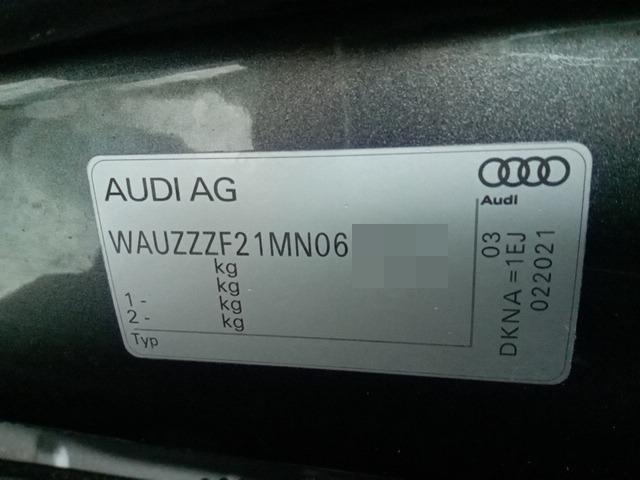 AUDI AG
Audi
WAUZZZF21MN06
kg
kg
1 - kg
2 - kg
Typ
03
DKNA =1EJ
022021